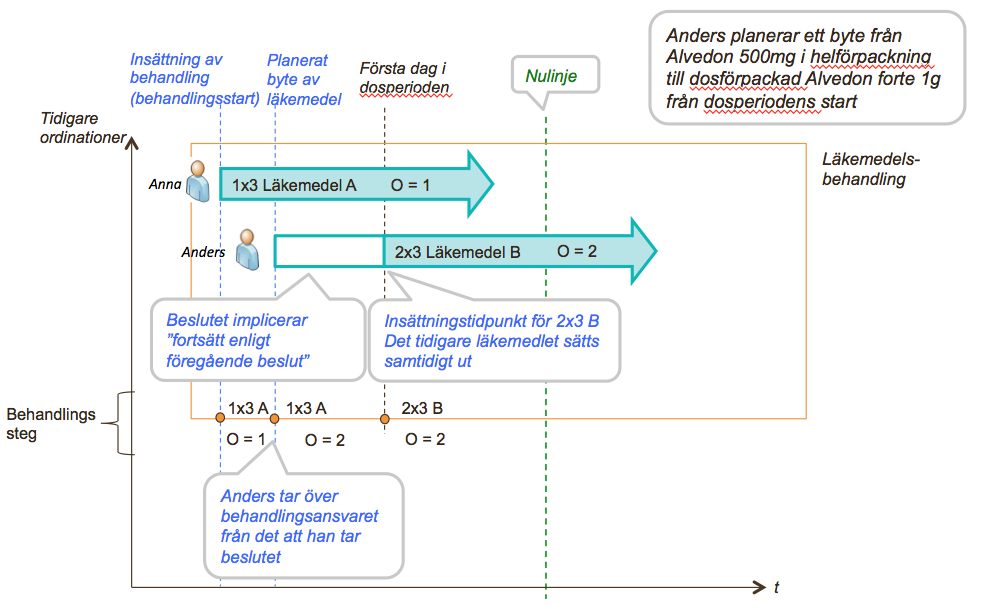 Anders planerar ett byte från
Alvedon 500mg i helförpackning
till dosförpackad Alvedon forte 1g
från dosperiodens start
Insättning av
behandling
(behandlingsstart)
Planerat
byte av
läkemedel
Första dag i
dosperioden
Nulinje
Tidigare
ordinationer
Läkemedels-
behandling
Anna
1x3 Läkemedel A O = 1
Anders
2x3 Läkemedel B O = 2
Beslutet implicerar
”fortsätt enligt
föregående beslut”
Insättningstidpunkt för 2x3 B
Det tidigare läkemedlet sätts
samtidigt ut
Behandlings
steg
1x3 A 1x3 A 2x3 B
O = 1 O = 2 O = 2
Anders tar över
behandlingsansvaret
från det att han tar
beslutet
t